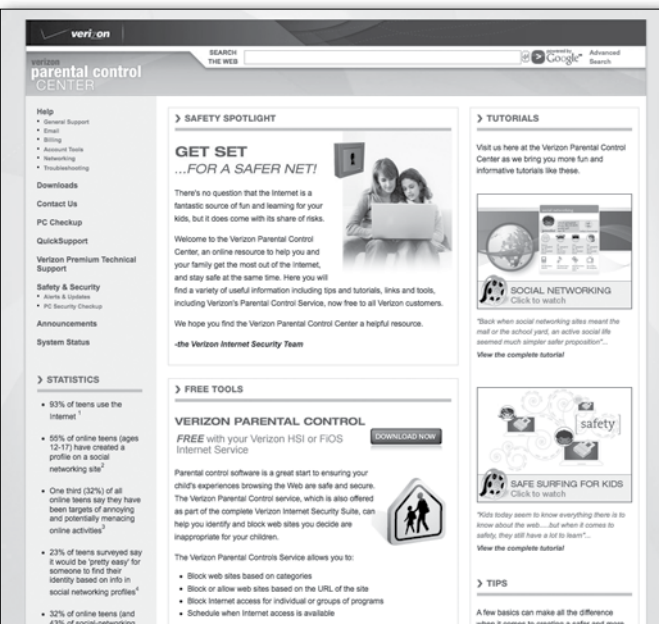 verizon
SEARCH
THE WEB
powered by
Google™
Advanced
Search
verizon
parental control
CENTER
Help
• General Support
• Email
• Billing
• Account Tools
• Networking
• Troubleshooting
Downloads
Contact Us
PC Checkup
QuickSupport
Verizon Premium Technical
Support
Safety & Security
• Alerts & Updates
• PC Security Checkup
Announcements
System Status
❯ STATISTICS
• 93% of teens use the
Internet 1
• 55% of online teens (ages
12-17) have created a
profile on a social
networking site2
• One third (32%) of all
online teens say they have
been targets of annoying
and potentially menacing
online activities3
• 23% of teens surveyed say
it would be 'pretty easy' for
someone to find their
identity based on info in
social networking profiles4
• 32% of online teens (and
43% of social-networking
❯ SAFETY SPOTLIGHT
GET SET
...FOR A SAFER NET!
There's no question that the Internet is a
fantastic source of fun and learning for your
kids, but it does come with its share of risks.
Welcome to the Verizon Parental Control
Center, an online resource to help you and
your family get the most out of the Internet,
and stay safe at the same time. Here you will
find a variety of useful information including tips and tutorials, links and tools,
including Verizon's Parental Control Service, now free to all Verizon customers.
We hope you find the Verizon Parental Control Center a helpful resource.
-the Verizon Internet Security Team
❯ FREE TOOLS
VERIZON PARENTAL CONTROL
FREE with your Verizon HSI or FiOS
Internet Service
DOWNLOAD NOW
Parental control software is a great start to ensuring your
child's experiences browsing the Web are safe and secure.
The Verizon Parental Control service, which is also offered
as part of the complete Verizon Internet Security Suite, can
help you identify and block web sites you decide are
inappropriate for your children.
The Verizon Parental Controls Service allows you to:
• Block web sites based on categories
• Block or allow web sites based on the URL of the site
• Block Internet access for individual or groups of programs
• Schedule when Internet access is available
❯ TUTORIALS
Visit us here at the Verizon Parental Control
Center as we bring you more fun and
informative tutorials like these.
SOCIAL NETWORKING
Click to watch
"Back when social networking sites meant the
mall or the school yard, an active social life
seemed much simpler safer proposition"...
View the complete tutorial
safety
SAFE SURFING FOR KIDS
Click to watch
"Kids today seem to know everything there is to
know about the web.....but when it comes to
safety, they still have a lot to learn"...
View the complete tutorial
❯ TIPS
A few basics can make all the difference
when it comes to creating a safer and more